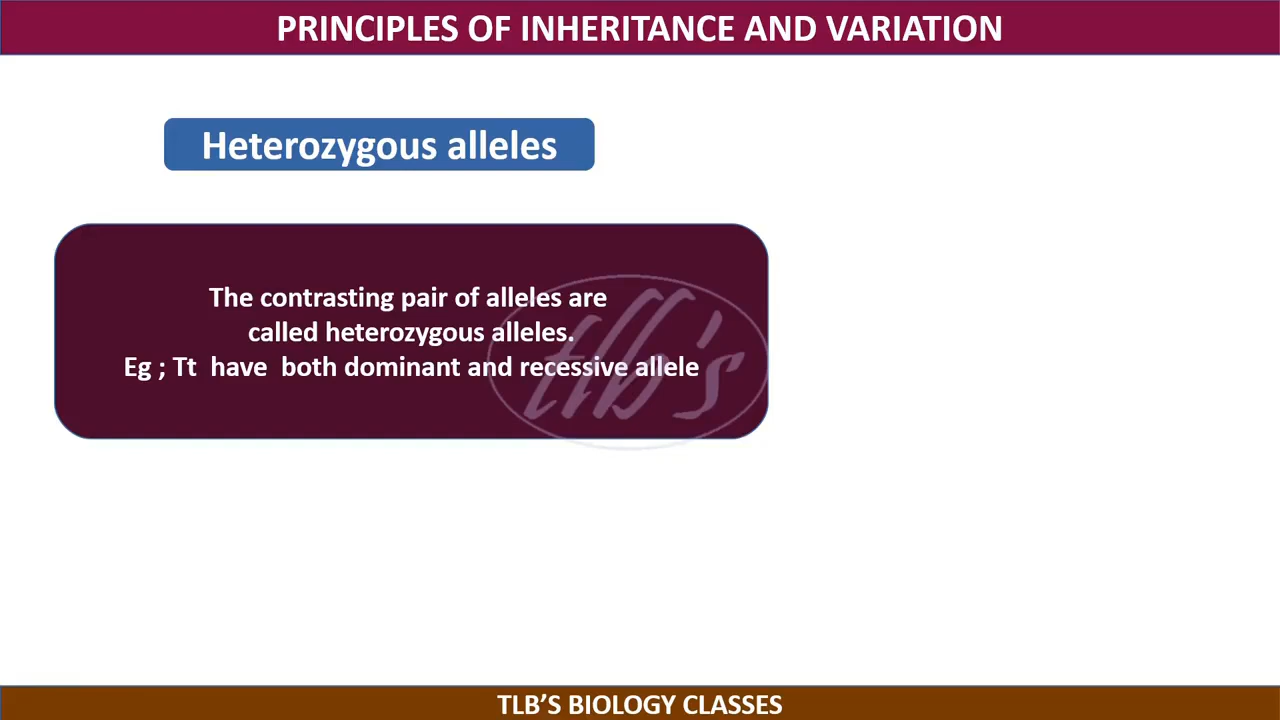 PRINCIPLES OF INHERITANCE AND VARIATION
Heterozygous alleles
The contrasting pair of alleles are
called heterozygous alleles.
Eg ; Tt  have  both dominant and recessive allele
tlb's
TLB’S BIOLOGY CLASSES